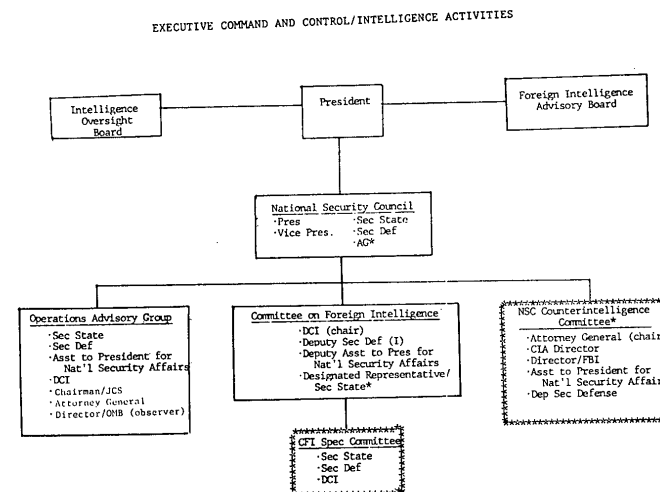 EXECUTIVE COMMAND AND CONTROL/INTELLIGENCE ACTIVITIES
Intelligence
Oversight
Board
President
Foreign Intelligence
Advisory Board
National Security Council
·Pres ·Sec State
·Vice Pres. ·Sec Def
·AG*
Operations Advisory Group
·Sec State
·Sec Def
·Asst to President for
Nat'l Security Affairs
·DCI
·Chairman/JCS
·Attorney General
·Director/OMB (observer)
Committee on Foreign Intelligence
·DCI (chair)
·Deputy Sec Def (I)
·Deputy Asst to Pres for
Nat'l Security Affairs
·Designated Representative/
Sec State*
NSC Counterintelligence
Committee*
·Attorney General (chair
·CIA Director
·Director/FBI
·Asst to President for
Nat'l Security Affair
·Dep Sec Defense
CFI Spec Committee
·Sec State
·Sec Def
·DCI